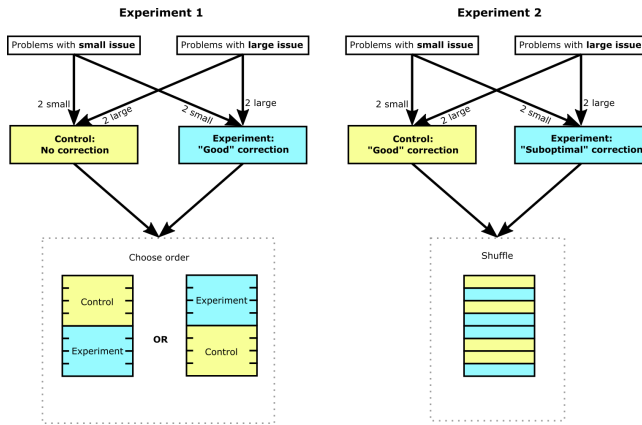 Experiment 1
Problems with small issue
Problems with large issue
2 small
2 large
2 small
2 large
Control:
No correction
Experiment:
"Good" correction
Choose order
Control
Experiment
OR
Experiment
Control
Experiment 2
Problems with small issue
Problems with large issue
2 small
2 large
2 small
2 large
Control:
"Good" correction
Experiment:
"Suboptimal" correction
Shuffle